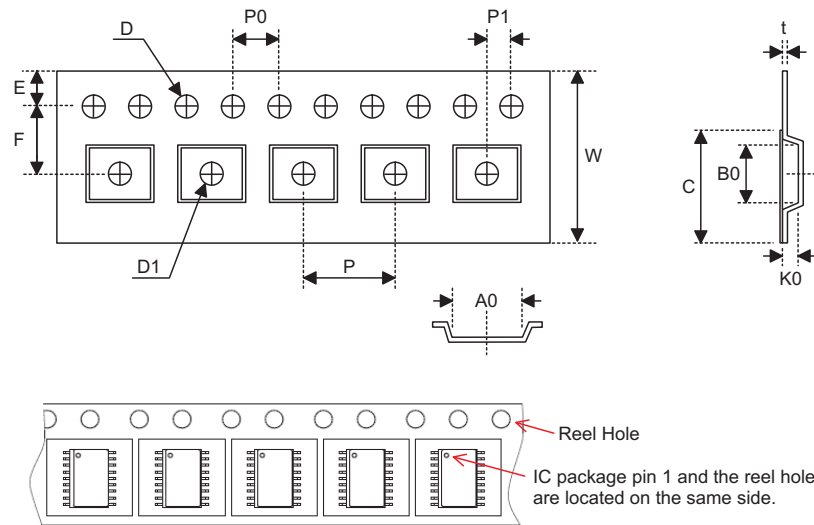 D
P0
P1
t
E
F
W
C
B0
D1
P
K0
A0
Reel Hole
IC package pin 1 and the reel hole
are located on the same side.